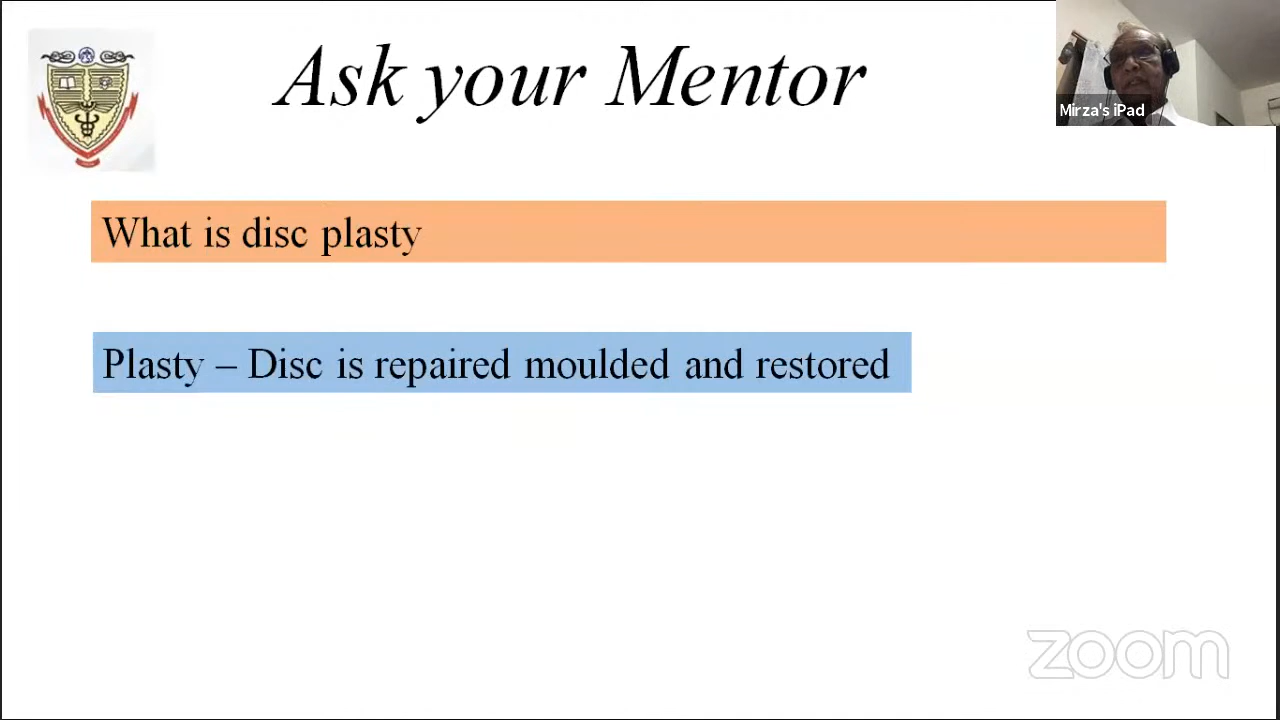 Ask your Mentor
Mirza's iPad
What is disc plasty
Plasty – Disc is repaired moulded and restored
zoom